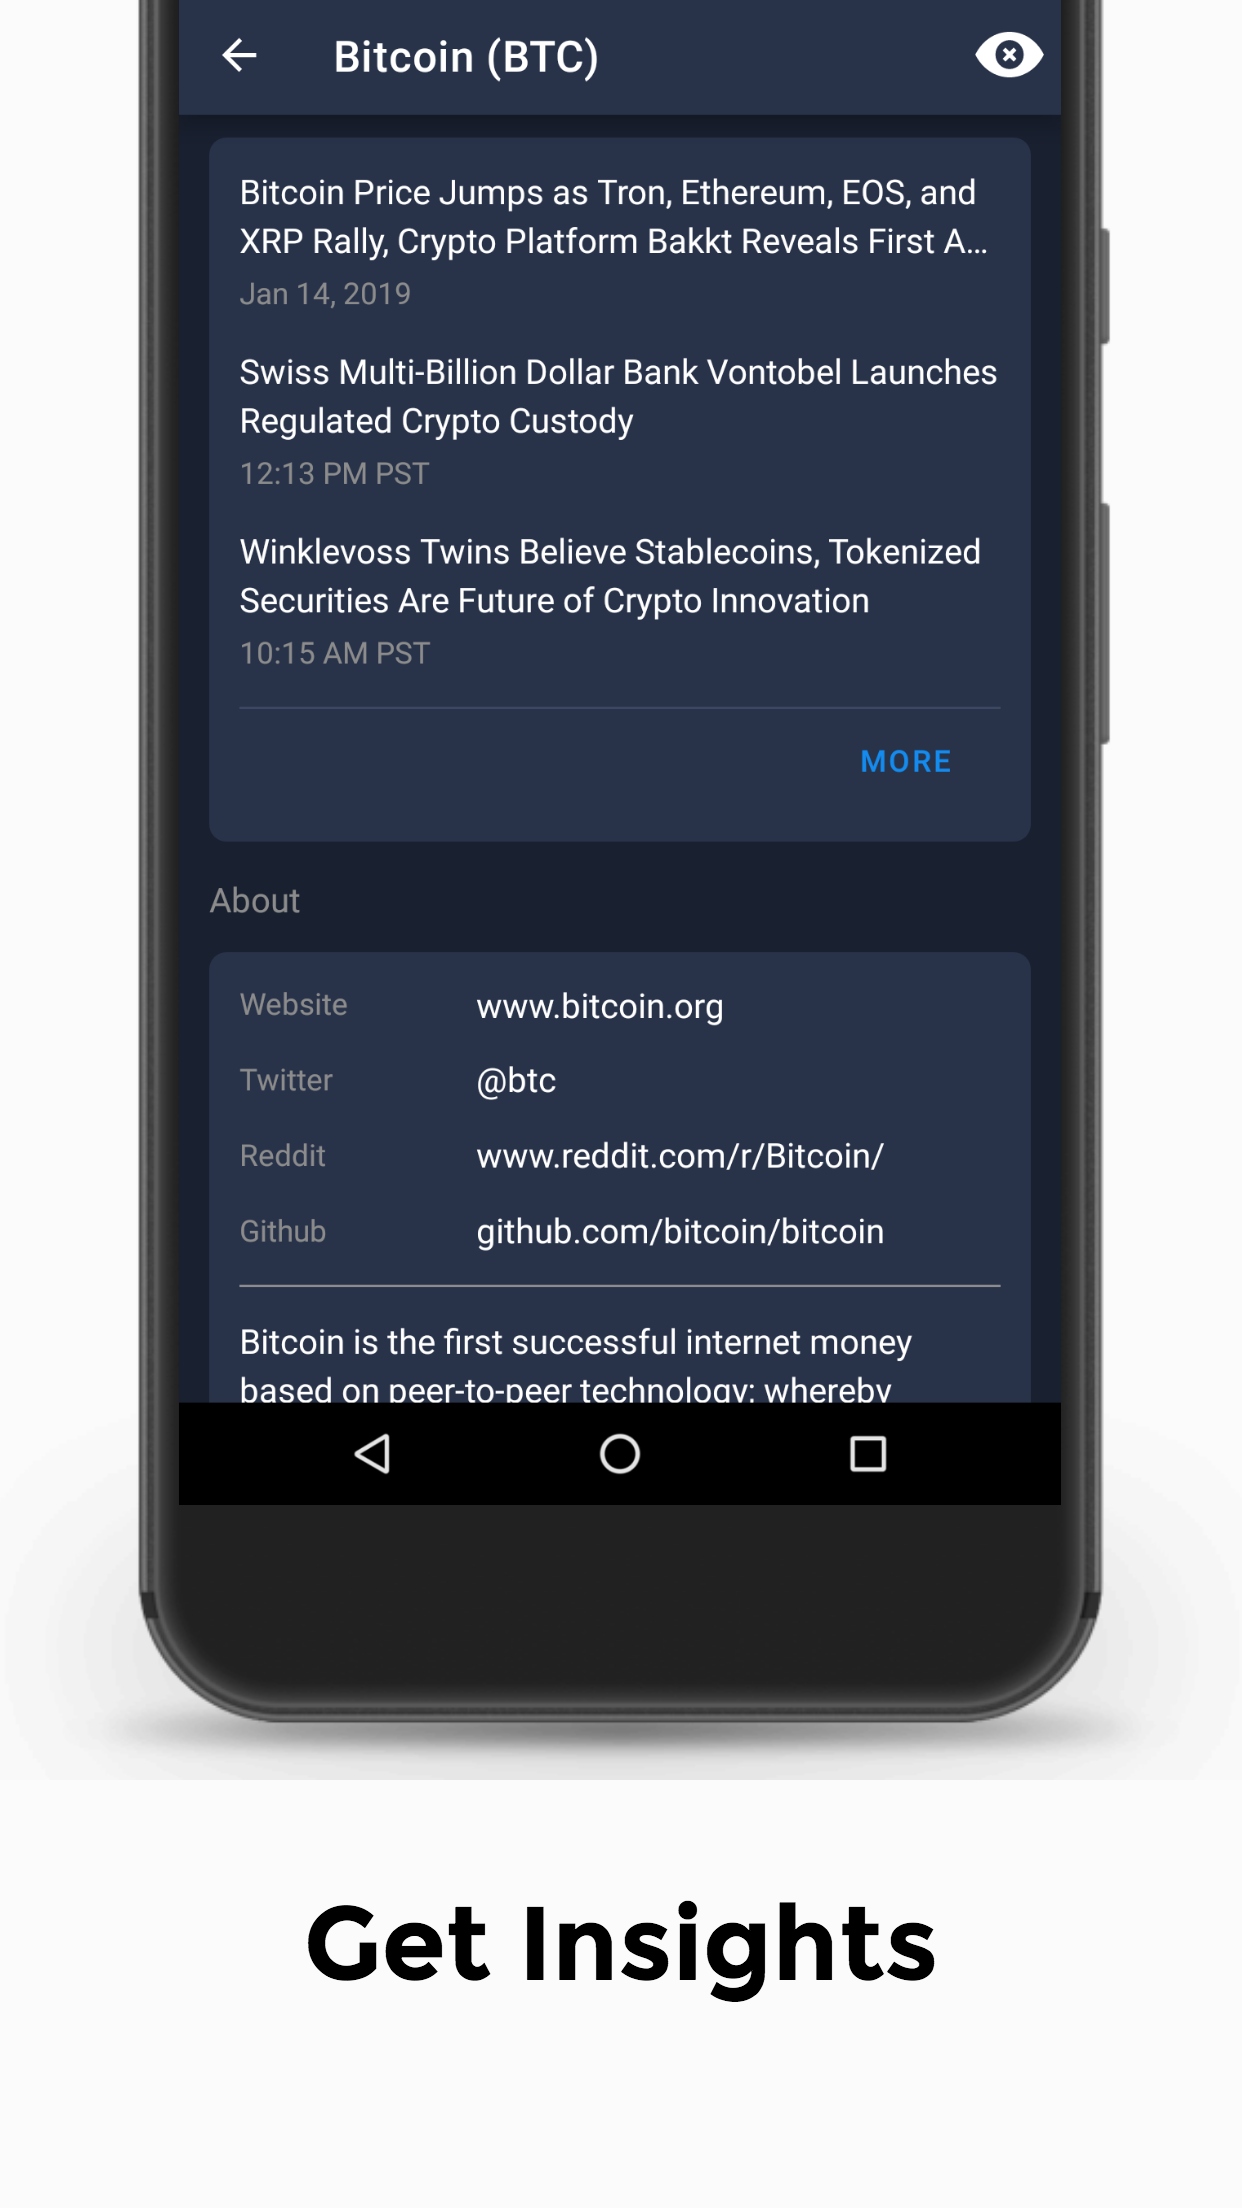 Bitcoin (BTC)
Bitcoin Price Jumps as Tron, Ethereum, EOS, and
XRP Rally, Crypto Platform Bakkt Reveals First A...
Jan 14, 2019
Swiss Multi-Billion Dollar Bank Vontobel Launches
Regulated Crypto Custody
12:13 PM PST
Winklevoss Twins Believe Stablecoins, Tokenized
Securities Are Future of Crypto Innovation
10:15 AM PST
MORE
About
Website www.bitcoin.org
Twitter @btc
Reddit www.reddit.com/r/Bitcoin/
Github github.com/bitcoin/bitcoin
Bitcoin is the first successful internet money
based on peer-to-peer technology; whereby
Get Insights